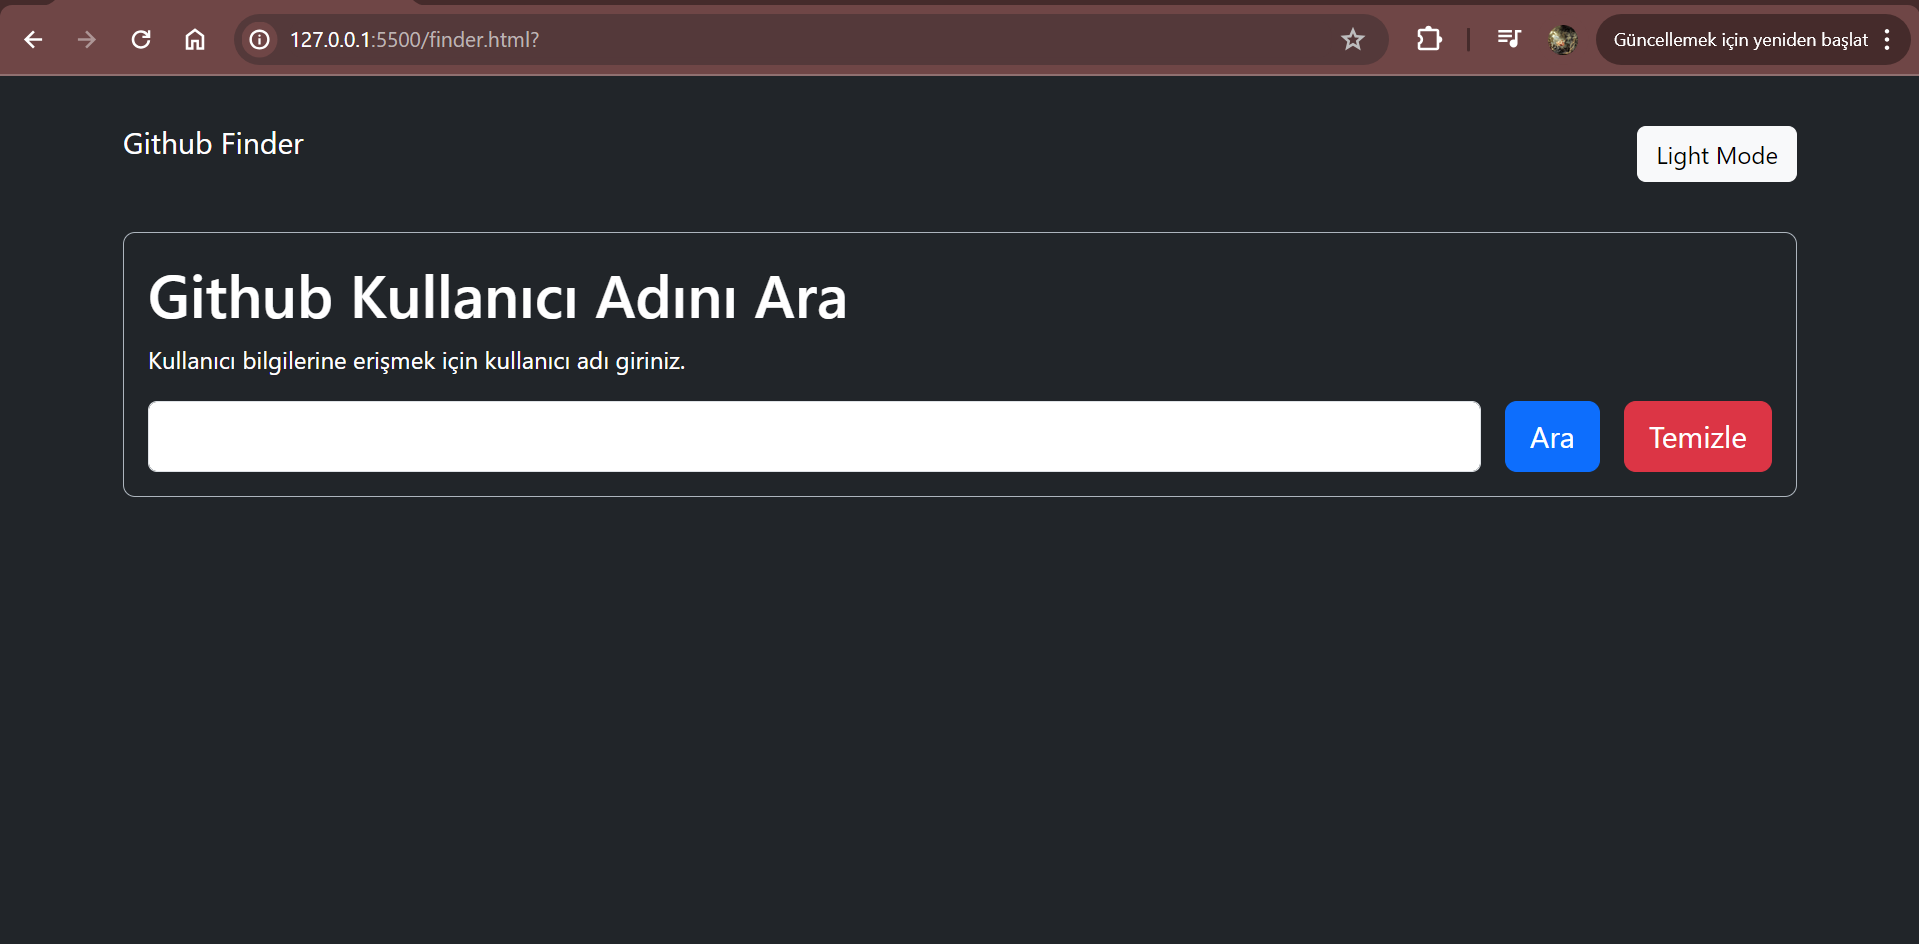 127.0.0.1:5500/finder.html?
Güncellemek için yeniden başlat
Github Finder
Light Mode
Github Kullanıcı Adını Ara
Kullanıcı bilgilerine erişmek için kullanıcı adı giriniz.
Ara
Temizle